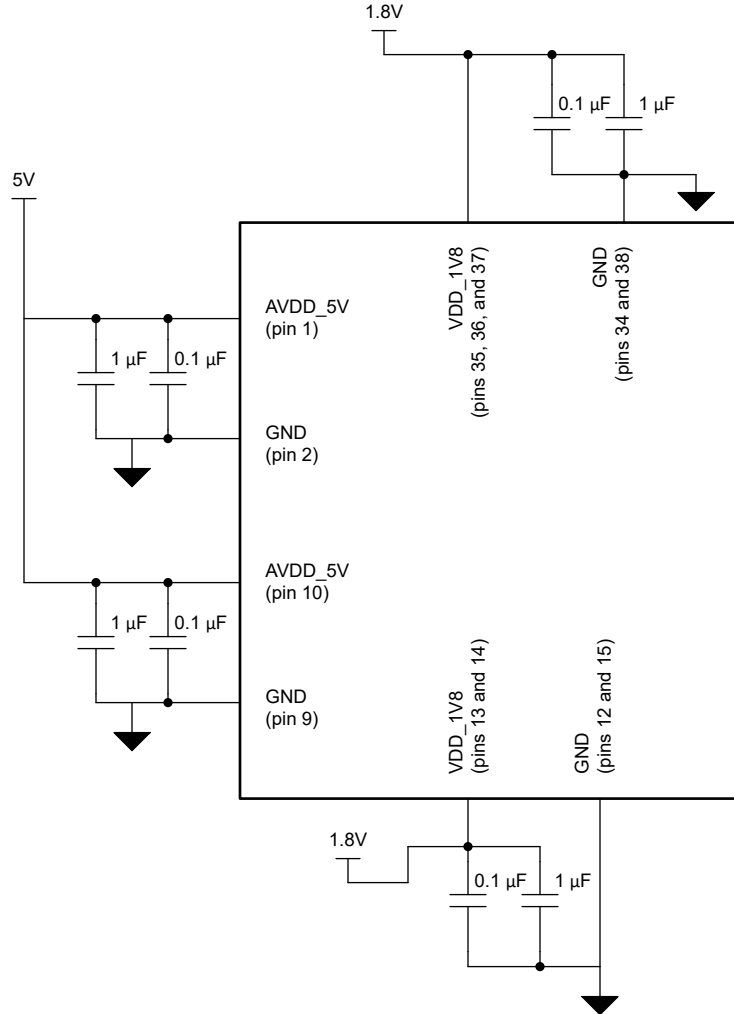 1.8V
0.1 µF
1 µF
5V
VDD_1V8
(pins 35, 36, and 37)
GND
(pins 34 and 38)
AVDD_5V
(pin 1)
1 µF
0.1 µF
GND
(pin 2)
AVDD_5V
(pin 10)
1 µF
0.1 µF
GND
(pin 9)
VDD_1V8
(pins 13 and 14)
GND
(pins 12 and 15)
1.8V
0.1 µF
1 µF